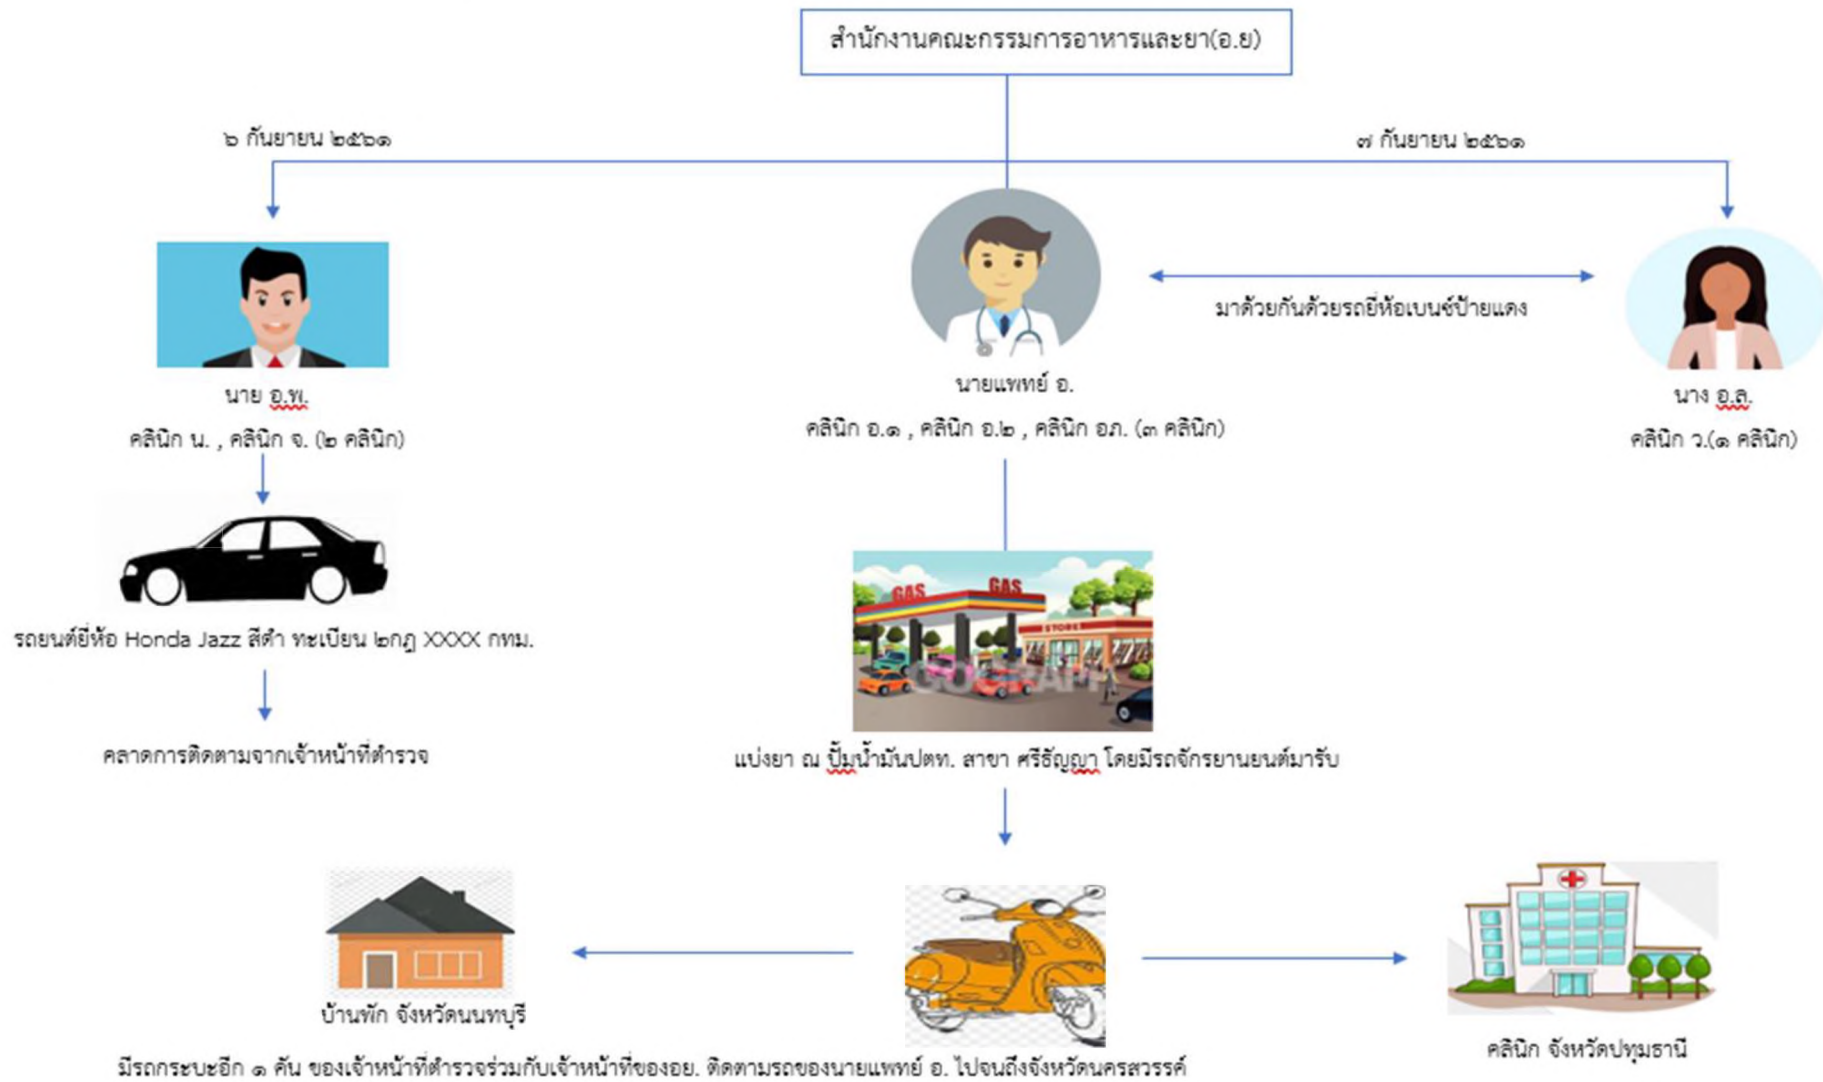 สำนักงานคณะกรรมการอาหารและยา(อ.ย)
๖ กันยายน ๒๕๖๑
๗ กันยายน ๒๕๖๑
มาด้วยกันด้วยรถยี่ห้อเบนซ์ป้ายแดง
นาย อ.พ.
นายแพทย์ อ.
นาง อ.ล.
คลินิก น. , คลินิก จ. (๒ คลินิก)
คลินิก อ.๑ , คลินิก อ.๒ , คลินิก อภ. (๓ คลินิก)
คลินิก ว.(๑ คลินิก)
GAS GAS
STORE
รถยนต์ยี่ห้อ Honda Jazz สีดำ ทะเบียน ๒กฎ XXXX กทม.
คลาดการติดตามจากเจ้าหน้าที่ตำรวจ
แบ่งยา ณ ปั้มน้ำมันปตท. สาขา ศรีธัญญา โดยมีรถจักรยานยนต์มารับ
บ้านพัก จังหวัดนนทบุรี
คลินิก จังหวัดปทุมธานี
มีรถกระบะอีก ๑ คัน ของเจ้าหน้าที่ตำรวจร่วมกับเจ้าหน้าที่ของอย. ติดตามรถของนายแพทย์ อ. ไปจนถึงจังหวัดนครสวรรค์